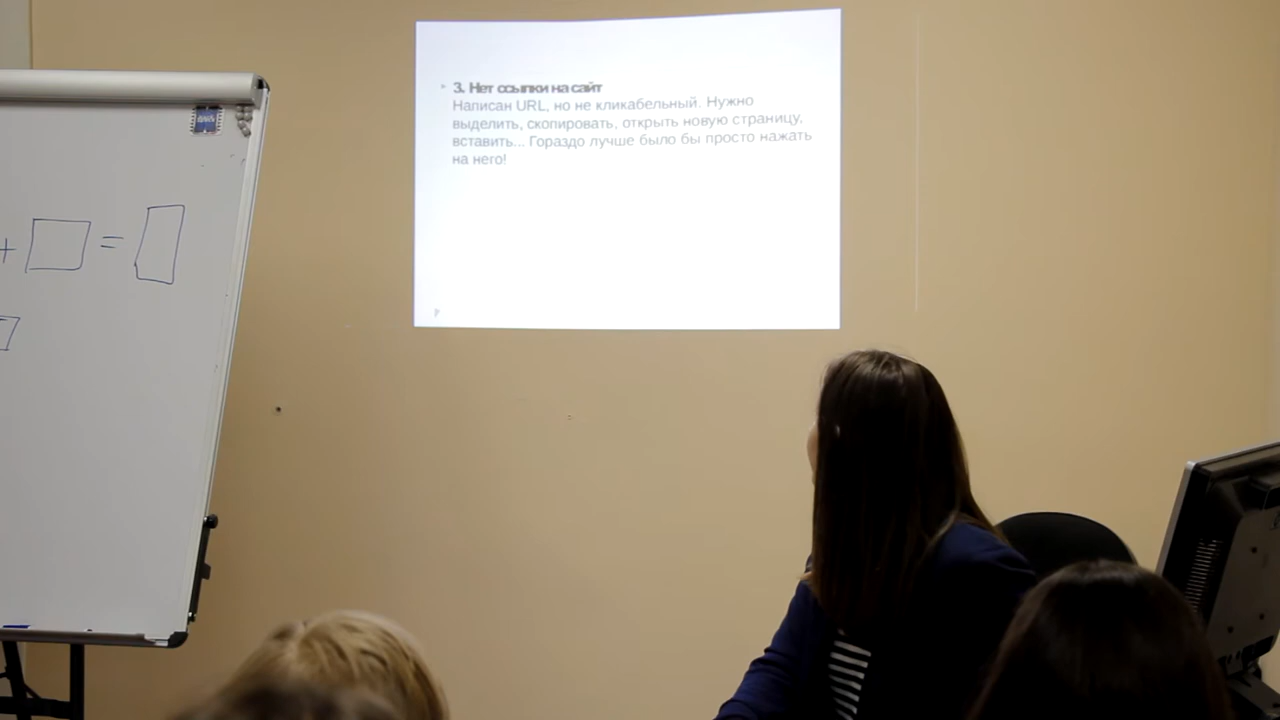 3. Нет ссылки на сайт
Написан URL, но не кликабельный. Нужно
выделить, скопировать, открыть новую страницу,
вставить... Гораздо лучше было бы просто нажать
на него!
+ =